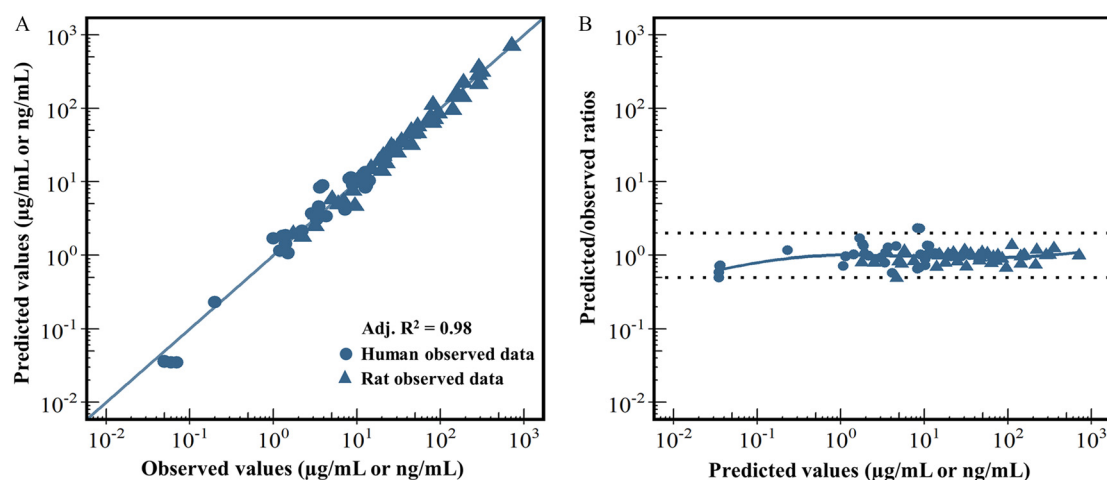 A
10³
10²
10¹
10⁰
10⁻¹
10⁻²
Predicted values (µg/mL or ng/mL)
Adj. R² = 0.98
Human observed data
Rat observed data
10⁻² 10⁻¹ 10⁰ 10¹ 10² 10³
Observed values (µg/mL or ng/mL)
B
10³
10²
10¹
10⁰
10⁻¹
10⁻²
Predicted/observed ratios
10⁻² 10⁻¹ 10⁰ 10¹ 10² 10³
Predicted values (µg/mL or ng/mL)